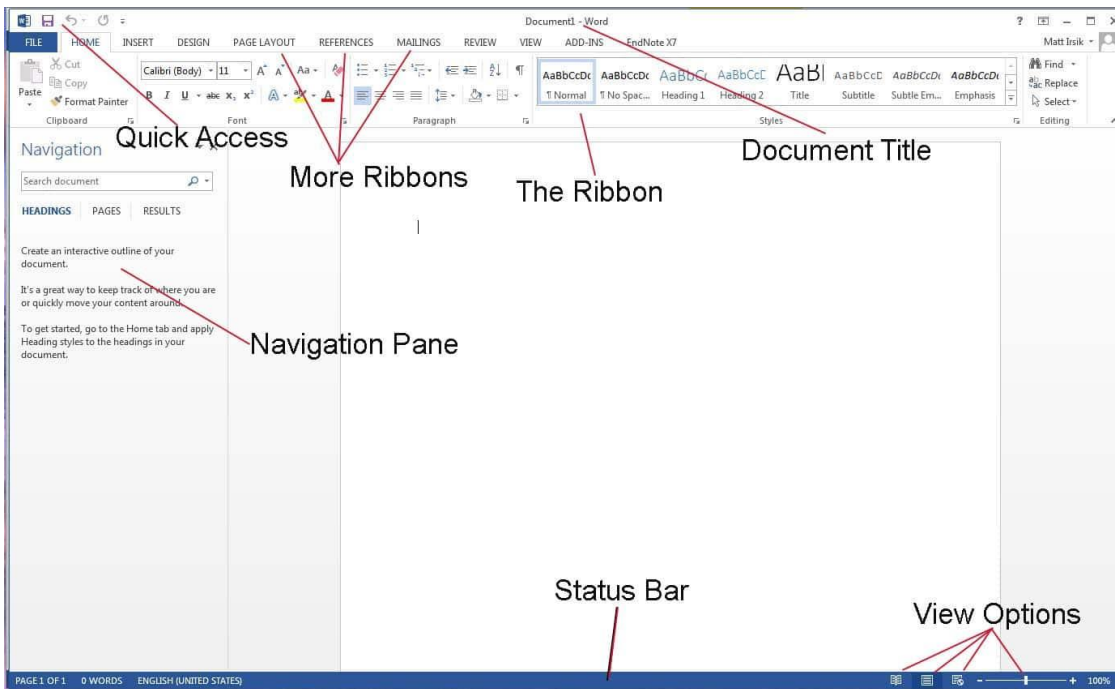 Document1 - Word
FILE HOME INSERT DESIGN PAGE LAYOUT REFERENCES MAILINGS REVIEW VIEW ADD-INS EndNote X7 Matt Irsik
Cut
Copy
Paste
Format Painter
Clipboard
Calibri (Body) 11 Aa
B I U abc X₂ X² A aby A
Font
Paragraph
AaBbCcDc AaBbCcDc AaBbC AaBbCcC AaBl AaBbCcC AaBbCcDc AaBbCcDc
¶ Normal ¶ No Spac... Heading 1 Heading 2 Title Subtitle Subtle Em... Emphasis
Styles
Find
Replace
Select
Editing
Quick Access
More Ribbons
The Ribbon
Document Title
Navigation
Search document
HEADINGS PAGES RESULTS
Create an interactive outline of your
document.
It's a great way to keep track of where you are
or quickly move your content around.
To get started, go to the Home tab and apply
Heading styles to the headings in your
document.
Navigation Pane
Status Bar
View Options
PAGE 1 OF 1 0 WORDS ENGLISH (UNITED STATES) 100%